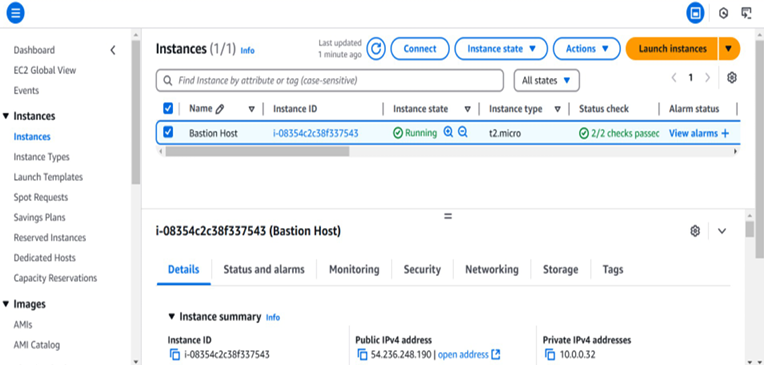 Dashboard
EC2 Global View
Events
Instances
Instances
Instance Types
Launch Templates
Spot Requests
Savings Plans
Reserved Instances
Dedicated Hosts
Capacity Reservations
Images
AMIs
AMI Catalog
Instances (1/1) Info
Last updated
1 minute ago
Connect
Instance state
Actions
Launch instances
Find Instance by attribute or tag (case-sensitive)
All states
1
Name Instance ID Instance state Instance type Status check Alarm status
Bastion Host i-08354c2c38f337543 Running t2.micro 2/2 checks passec View alarms +
i-08354c2c38f337543 (Bastion Host)
Details Status and alarms Monitoring Security Networking Storage Tags
Instance summary Info
Instance ID Public IPv4 address Private IPv4 addresses
i-08354c2c38f337543 54.236.248.190 | open address 10.0.0.32